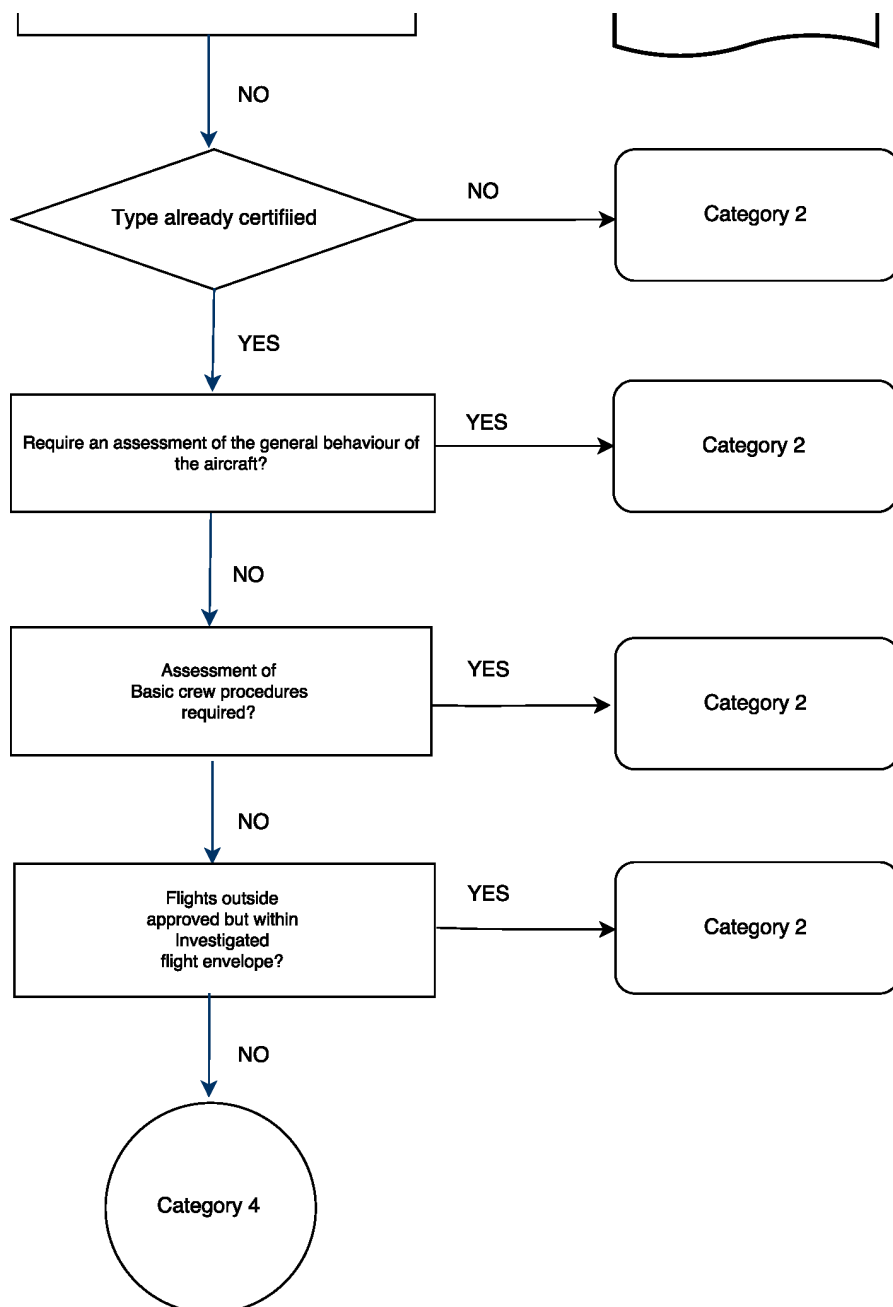 NO
Type already certifiied
NO
Category 2
YES
Require an assessment of the general behaviour of
the aircraft?
YES
Category 2
NO
Assessment of
Basic crew procedures
required?
YES
Category 2
NO
Flights outside
approved but within
Investigated
flight envelope?
YES
Category 2
NO
Category 4